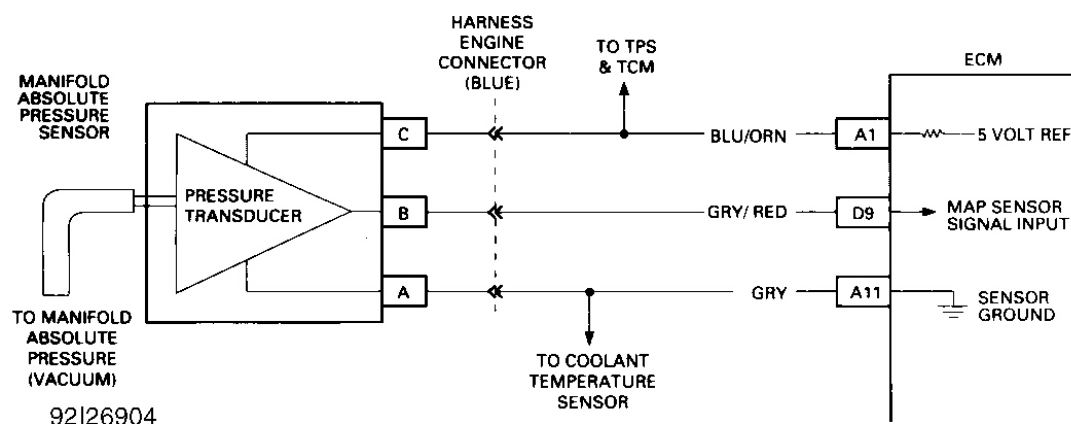 MANIFOLD
ABSOLUTE
PRESSURE
SENSOR
PRESSURE
TRANSDUCER
TO MANIFOLD
ABSOLUTE
PRESSURE
(VACUUM)
92I26904
C
B
A
HARNESS
ENGINE
CONNECTOR
(BLUE)
TO TPS
& TCM
BLU/ORN
GRY/RED
GRY
TO COOLANT
TEMPERATURE
SENSOR
ECM
A1
5 VOLT REF
D9
MAP SENSOR
SIGNAL INPUT
A11
SENSOR
GROUND